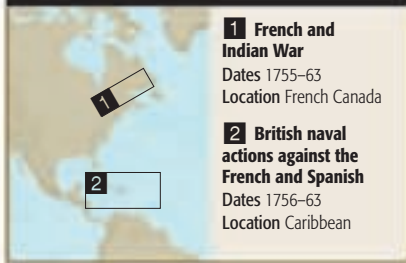 1
2
1 French and
Indian War
Dates 1755–63
Location French Canada
2 British naval
actions against the
French and Spanish
Dates 1756–63
Location Caribbean